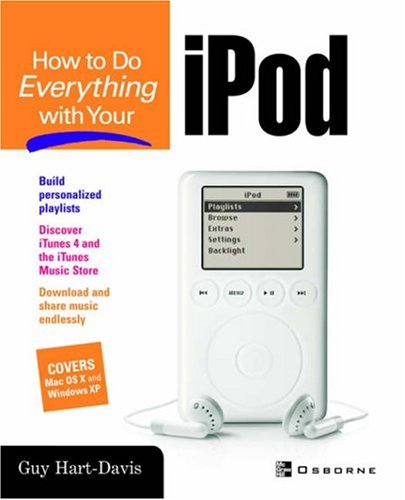 How to Do
Everything
with Your
iPod
Build
personalized
playlists
Discover
iTunes 4 and
the iTunes
Music Store
Download and
share music
endlessly
COVERS
Mac OS X and
Windows XP
iPod
Playlists >
Browse >
Extras >
Settings >
Backlight
MENU
Guy Hart-Davis
OSBORNE